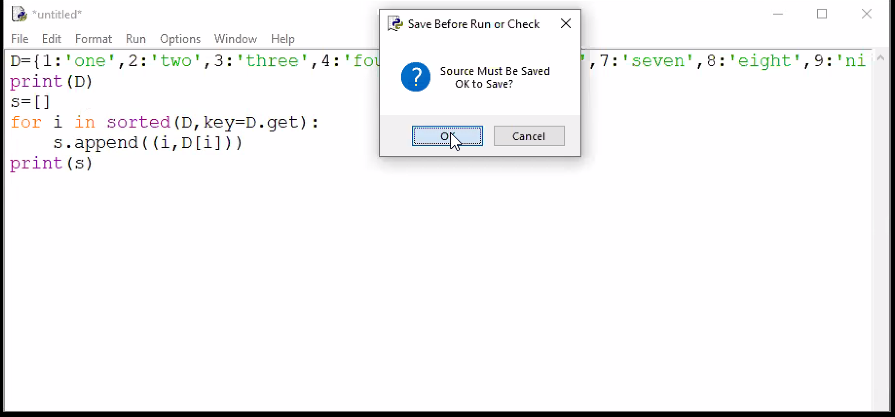 *untitled*
File Edit Format Run Options Window Help
D={1:'one',2:'two',3:'three',4:'fou ',7:'seven',8:'eight',9:'ni
print(D)
s=[]
for i in sorted(D,key=D.get):
    s.append((i,D[i]))
print(s)
Save Before Run or Check
Source Must Be Saved
OK to Save?
OK Cancel